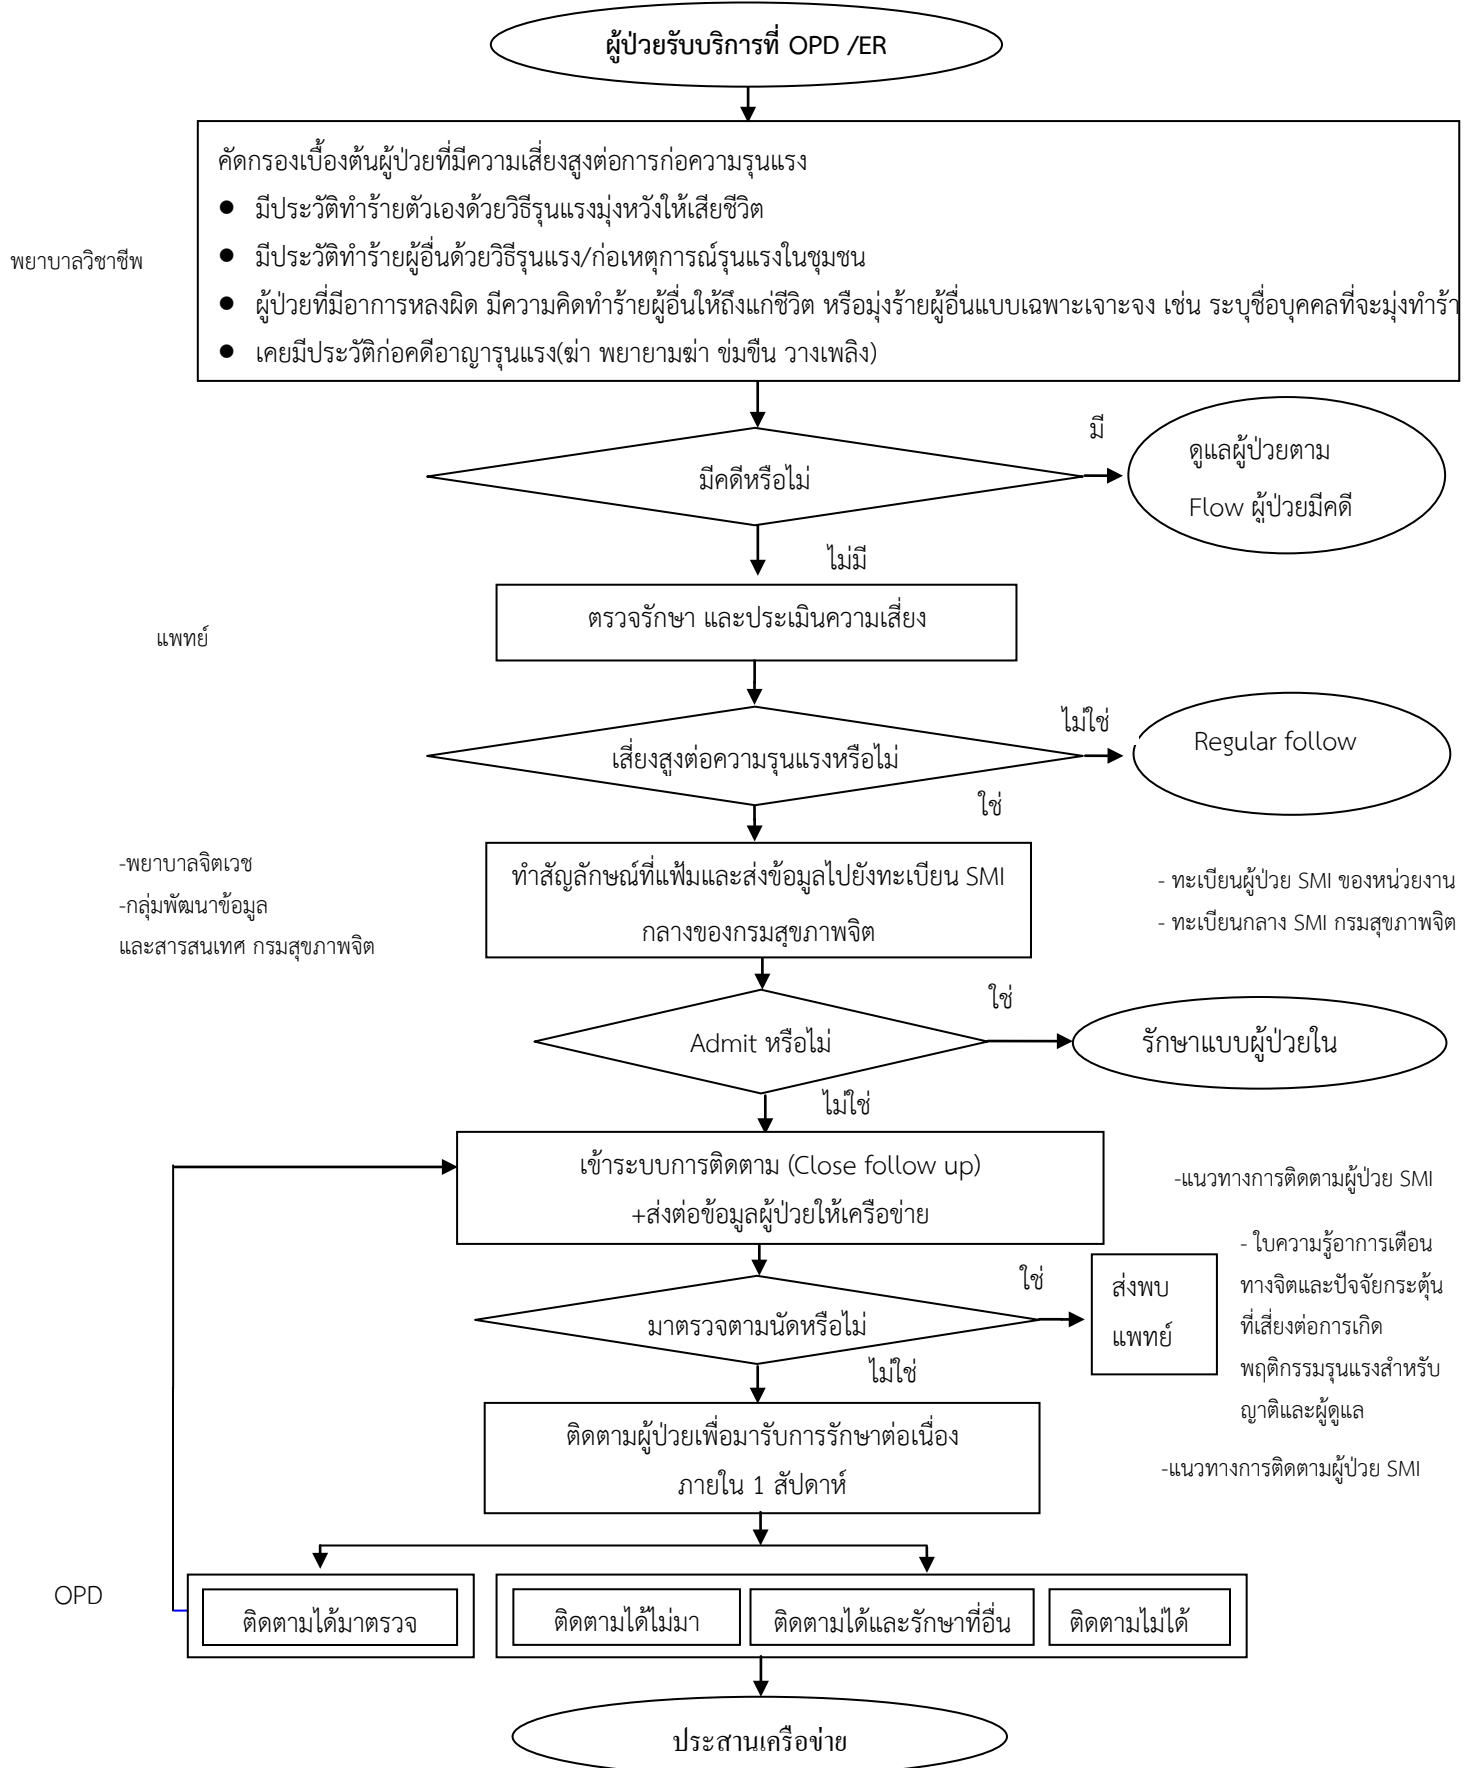 ผู้ป่วยรับบริการที่ OPD /ER
คัดกรองเบื้องต้นผู้ป่วยที่มีความเสี่ยงสูงต่อการก่อความรุนแรง
● มีประวัติทำร้ายตัวเองด้วยวิธีรุนแรงมุ่งหวังให้เสียชีวิต
พยาบาลวิชาชีพ
● มีประวัติทำร้ายผู้อื่นด้วยวิธีรุนแรง/ก่อเหตุการณ์รุนแรงในชุมชน
● ผู้ป่วยที่มีอาการหลงผิด มีความคิดทำร้ายผู้อื่นให้ถึงแก่ชีวิต หรือมุ่งร้ายผู้อื่นแบบเฉพาะเจาะจง เช่น ระบุชื่อบุคคลที่จะมุ่งทำร้า
● เคยมีประวัติก่อคดีอาญารุนแรง(ฆ่า พยายามฆ่า ข่มขืน วางเพลิง)
มีคดีหรือไม่
มี
ดูแลผู้ป่วยตาม
Flow ผู้ป่วยมีคดี
ไม่มี
แพทย์
ตรวจรักษา และประเมินความเสี่ยง
เสี่ยงสูงต่อความรุนแรงหรือไม่
ไม่ใช่
Regular follow
ใช่
-พยาบาลจิตเวช
-กลุ่มพัฒนาข้อมูล
และสารสนเทศ กรมสุขภาพจิต
ทำสัญลักษณ์ที่แฟ้มและส่งข้อมูลไปยังทะเบียน SMI
กลางของกรมสุขภาพจิต
- ทะเบียนผู้ป่วย SMI ของหน่วยงาน
- ทะเบียนกลาง SMI กรมสุขภาพจิต
Admit หรือไม่
ใช่
รักษาแบบผู้ป่วยใน
ไม่ใช่
เข้าระบบการติดตาม (Close follow up)
+ส่งต่อข้อมูลผู้ป่วยให้เครือข่าย
-แนวทางการติดตามผู้ป่วย SMI
มาตรวจตามนัดหรือไม่
ใช่
ส่งพบ
แพทย์
- ใบความรู้อาการเตือน
ทางจิตและปัจจัยกระตุ้น
ที่เสี่ยงต่อการเกิด
พฤติกรรมรุนแรงสำหรับ
ญาติและผู้ดูแล
ไม่ใช่
ติดตามผู้ป่วยเพื่อมารับการรักษาต่อเนื่อง
ภายใน 1 สัปดาห์
-แนวทางการติดตามผู้ป่วย SMI
OPD
ติดตามได้มาตรวจ
ติดตามได้ไม่มา
ติดตามได้และรักษาที่อื่น
ติดตามไม่ได้
ประสานเครือข่าย